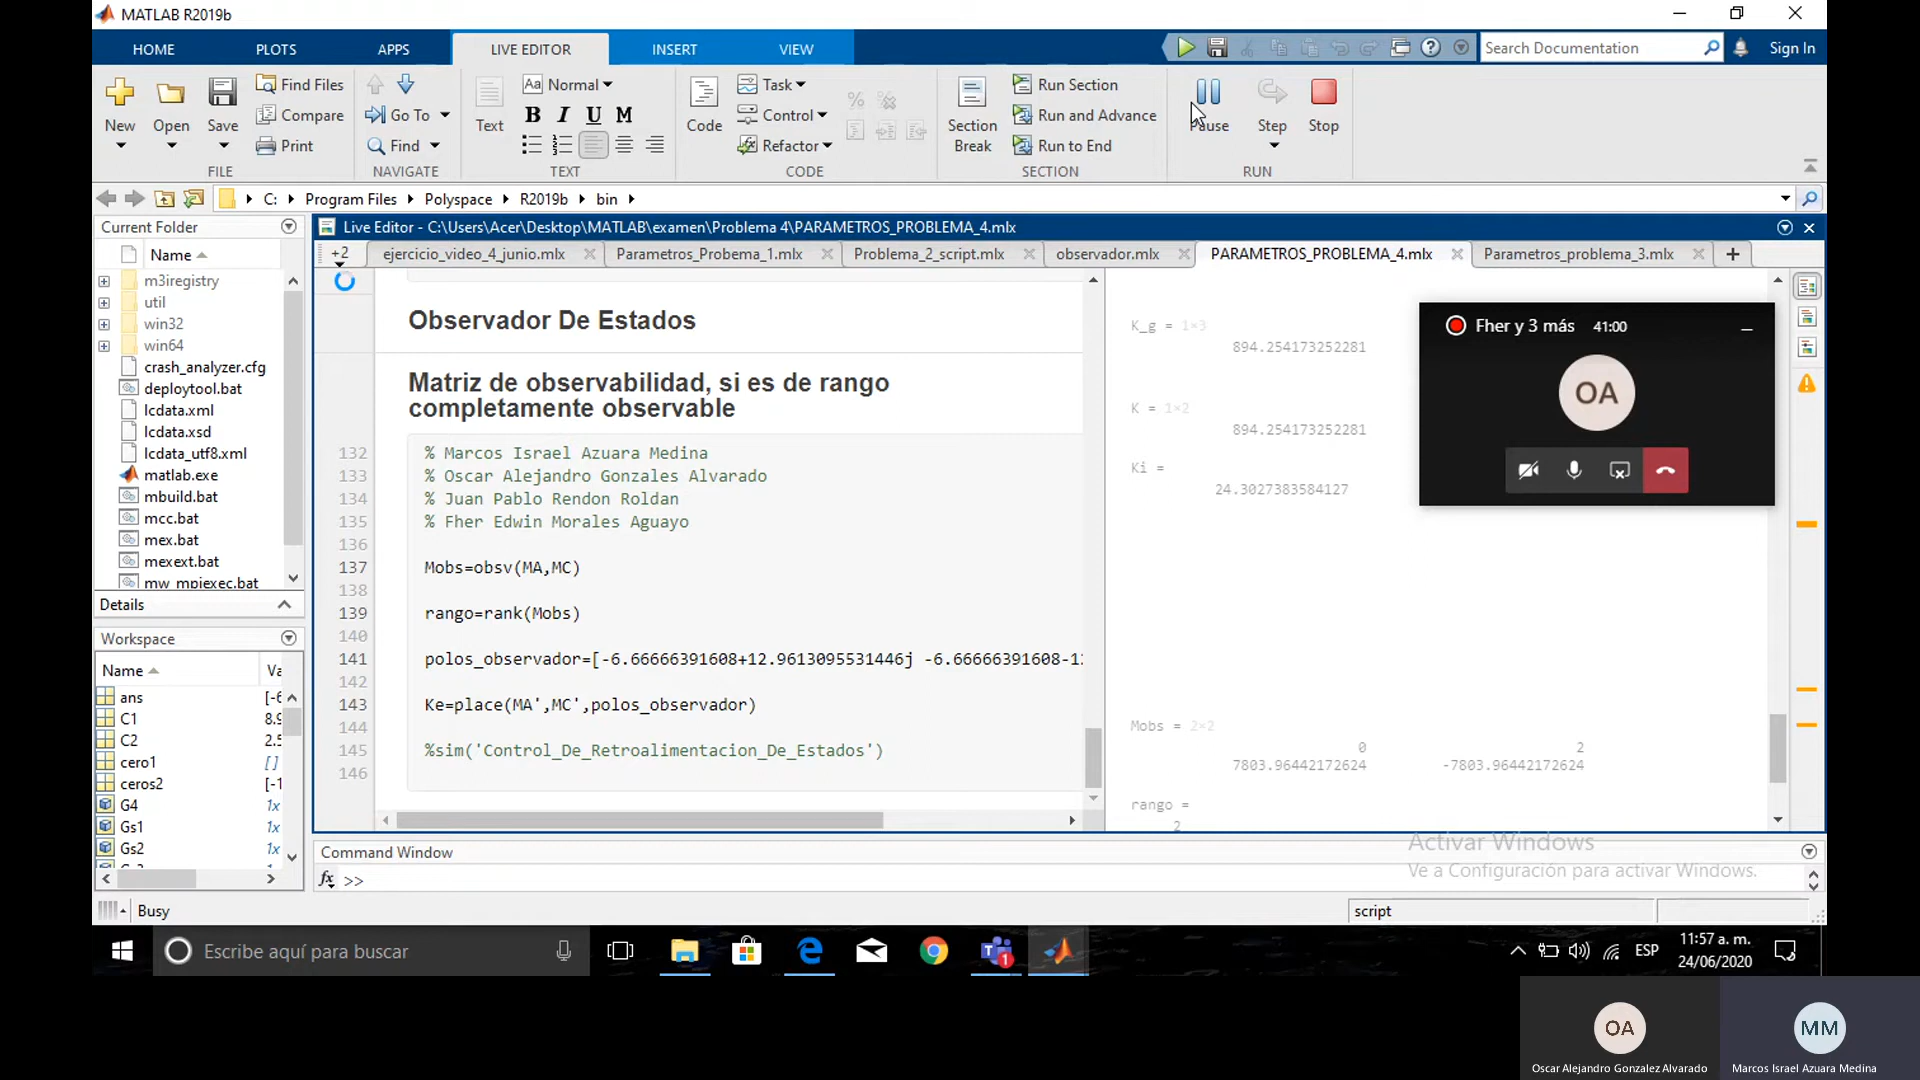 MATLAB R2019b
HOME PLOTS APPS LIVE EDITOR INSERT VIEW
Search Documentation
Sign In
New
Open
Save
Find Files
Compare
Print
FILE
Go To
Find
NAVIGATE
Text
Aa Normal
B I U M
TEXT
Code
Task
Control
Refactor
CODE
Section Break
Run Section
Run and Advance
Run to End
SECTION
Pause
Step
Stop
RUN
C: Program Files Polyspace R2019b bin
Current Folder
Name
m3iregistry
util
win32
win64
crash_analyzer.cfg
deploytool.bat
lcdata.xml
lcdata.xsd
lcdata_utf8.xml
matlab.exe
mbuild.bat
mcc.bat
mex.bat
mexext.bat
mw_mpiexec.bat
Details
Workspace
Name
ans
C1
C2
cero1
ceros2
G4
Gs1
Gs2
Live Editor - C:\Users\Acer\Desktop\MATLAB\examen\Problema 4\PARAMETROS_PROBLEMA_4.mlx
+2 ejercicio_video_4_junio.mlx Parametros_Probema_1.mlx Problema_2_script.mlx observador.mlx PARAMETROS_PROBLEMA_4.mlx Parametros_problema_3.mlx
Observador De Estados
Matriz de observabilidad, si es de rango
completamente observable
132 % Marcos Israel Azuara Medina
133 % Oscar Alejandro Gonzales Alvarado
134 % Juan Pablo Rendon Roldan
135 % Fher Edwin Morales Aguayo
136
137 Mobs=obsv(MA,MC)
138
139 rango=rank(Mobs)
140
141 polos_observador=[-6.66666391608+12.9613095531446j -6.66666391608-1
142
143 Ke=place(MA',MC',polos_observador)
144
145 %sim('Control_De_Retroalimentacion_De_Estados')
146
K_g = 1×3
894.254173252281
K = 1×2
894.254173252281
Ki =
24.3027383584127
Mobs = 2×2
0 2
7803.96442172624 -7803.96442172624
rango =
2
Fher y 3 más 41:00
OA
Activar Windows
Ve a Configuración para activar Windows.
Command Window
fx >>
Busy
script
Escribe aquí para buscar
ESP
11:57 a. m.
24/06/2020
OA
Oscar Alejandro Gonzalez Alvarado
MM
Marcos Israel Azuara Medina